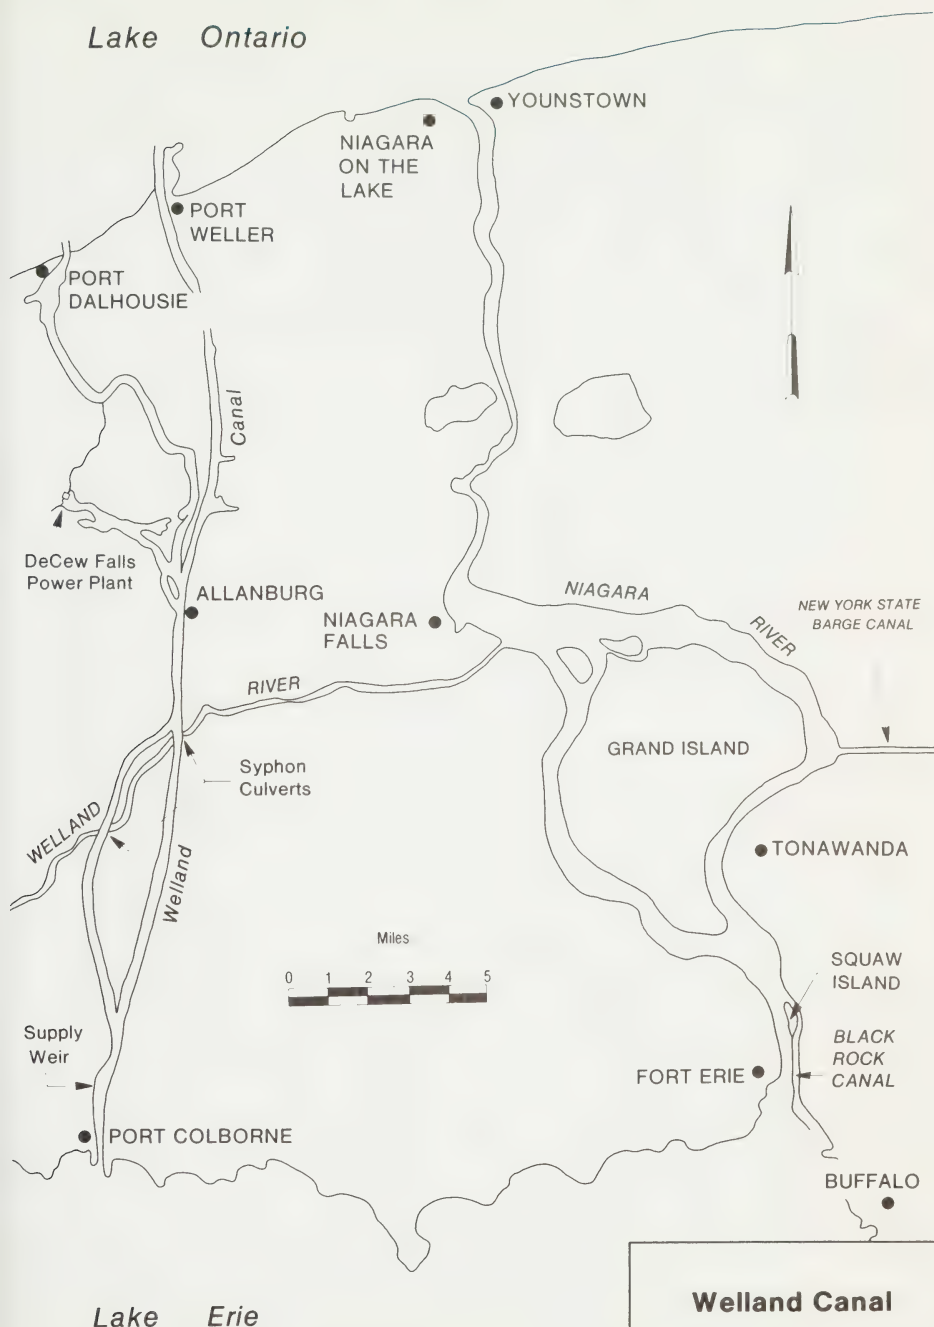 Lake Ontario
YOUNSTOWN
NIAGARA
ON THE
LAKE
PORT
WELLER
PORT
DALHOUSIE
Canal
DeCew Falls
Power Plant
ALLANBURG
NIAGARA
FALLS
NIAGARA
RIVER
NEW YORK STATE
BARGE CANAL
RIVER
GRAND ISLAND
Syphon
Culverts
WELLAND
TONAWANDA
Welland
Miles
0 1 2 3 4 5
SQUAW
ISLAND
Supply
Weir
BLACK
ROCK
CANAL
FORT ERIE
PORT COLBORNE
BUFFALO
Lake Erie
Welland Canal